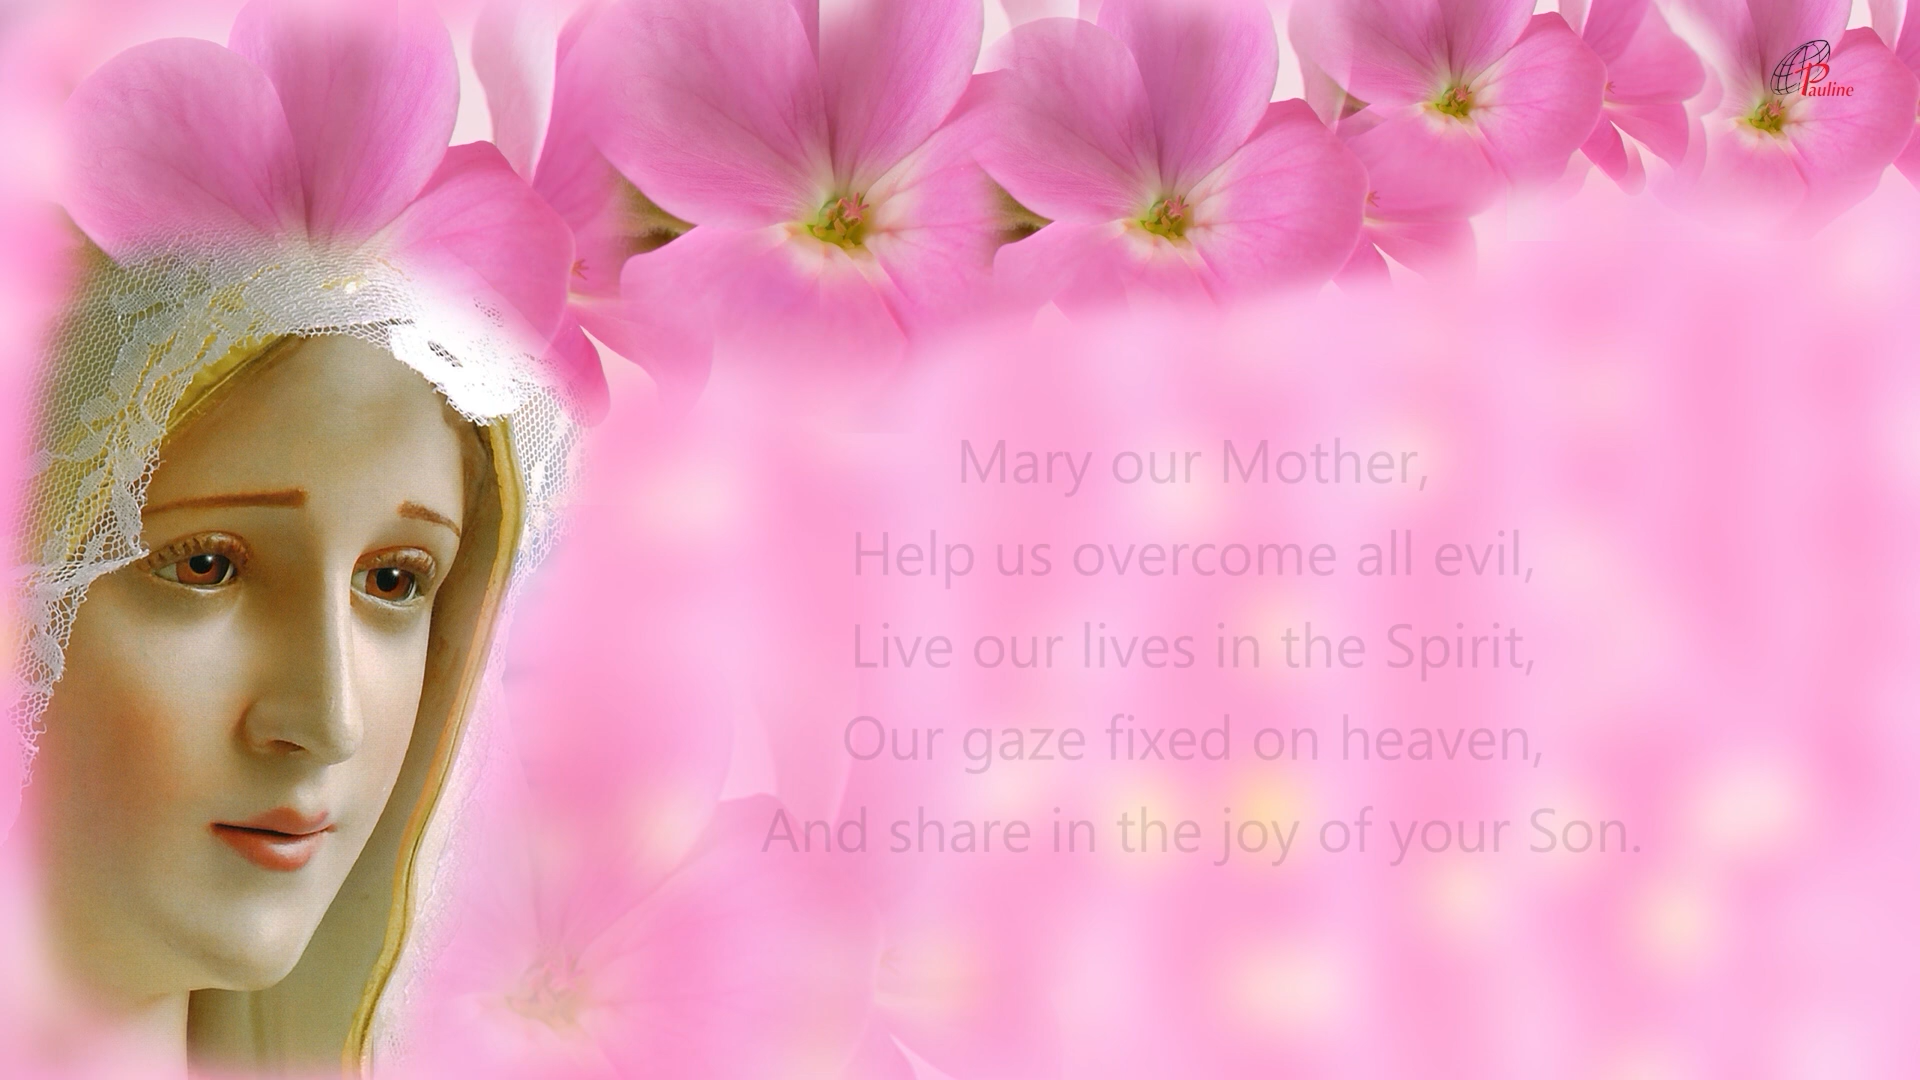 Pauline
Mary our Mother,
Help us overcome all evil,
Live our lives in the Spirit,
Our gaze fixed on heaven,
And share in the joy of your Son.